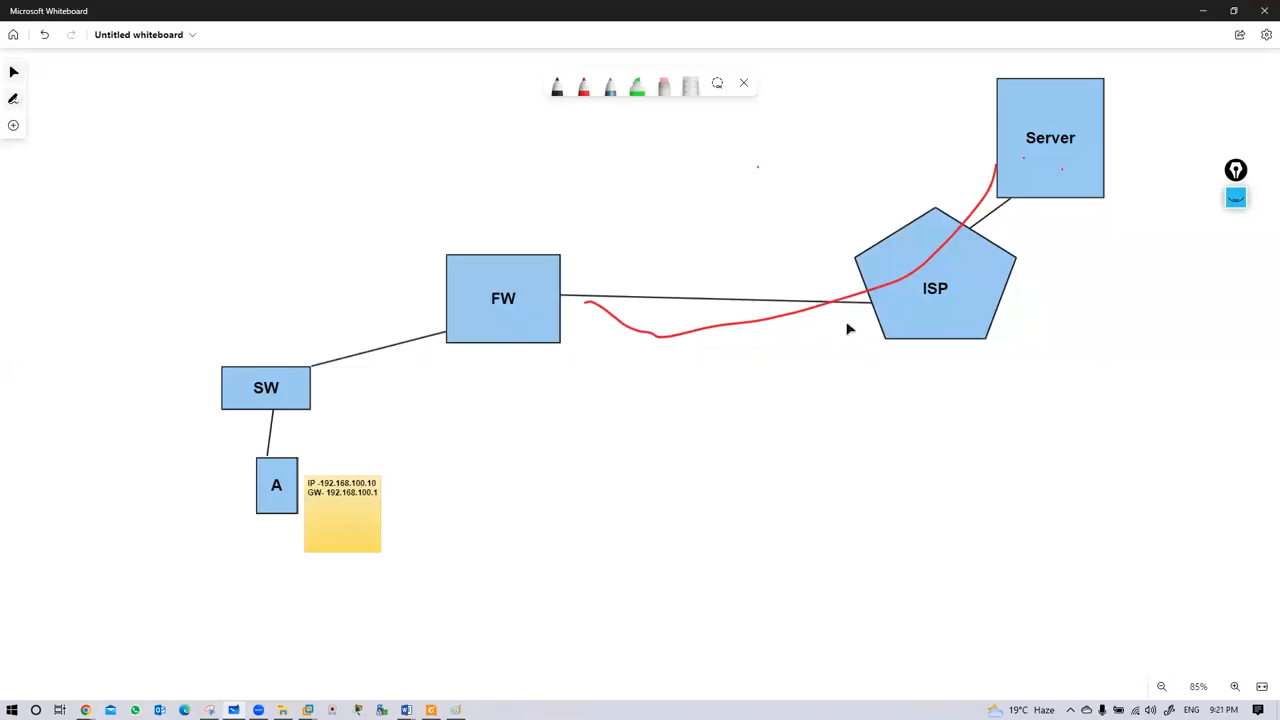 Microsoft Whiteboard
Untitled whiteboard
Server
FW
ISP
SW
A
IP -192.168.100.10
GW- 192.168.100.1
85%
19°C Haze
ENG
9:21 PM